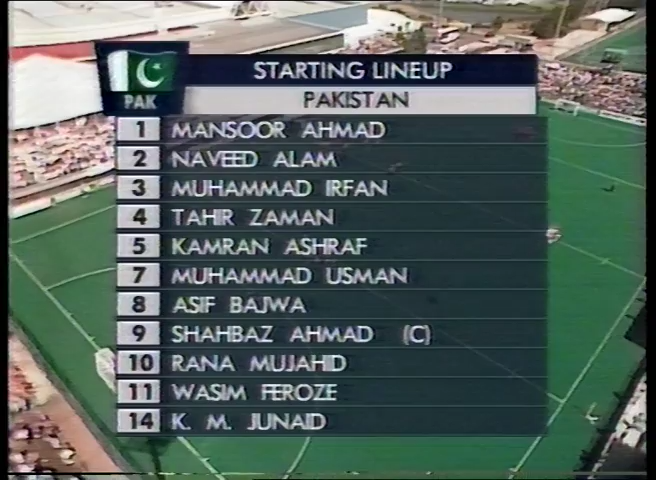 STARTING LINEUP
PAK
PAKISTAN
1 MANSOOR AHMAD
2 NAVEED ALAM
3 MUHAMMAD IRFAN
4 TAHIR ZAMAN
5 KAMRAN ASHRAF
7 MUHAMMAD USMAN
8 ASIF BAJWA
9 SHAHBAZ AHMAD (C)
10 RANA MUJAHID
11 WASIM FEROZE
14 K. M. JUNAID